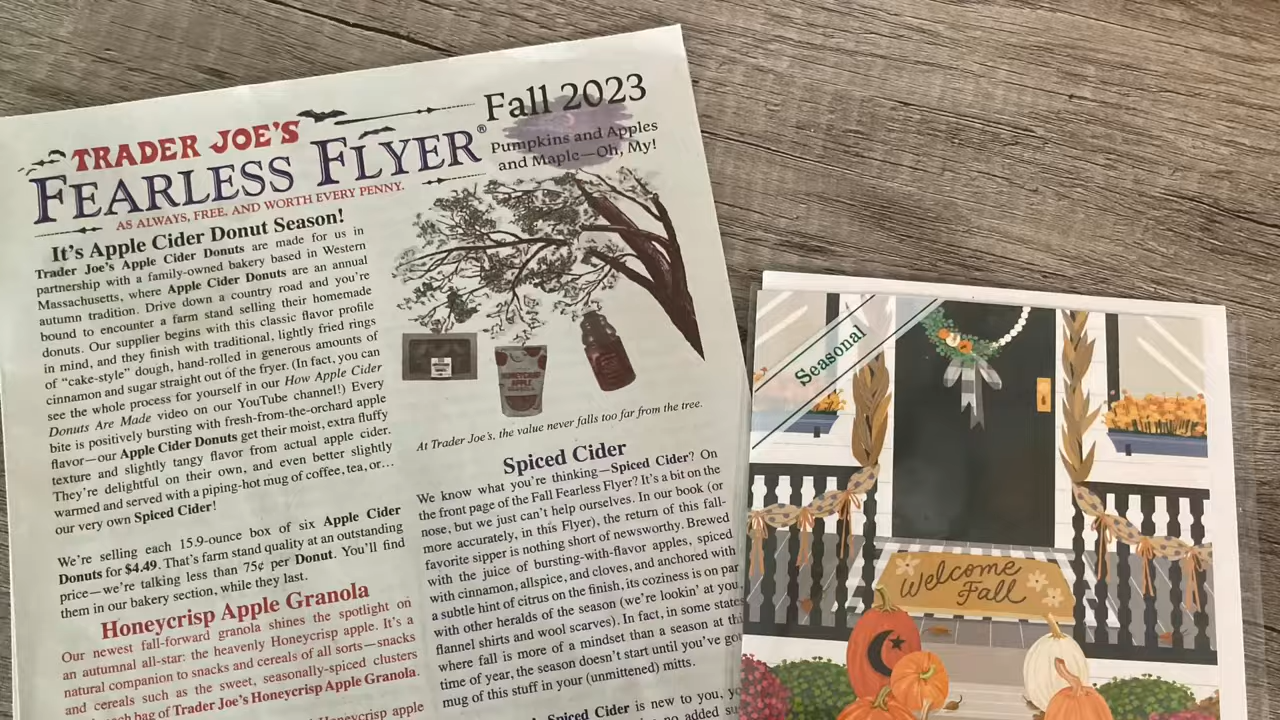 TRADER JOE'S
FEARLESS FLYER®
AS ALWAYS, FREE, AND WORTH EVERY PENNY.
Fall 2023
Pumpkins and Apples
and Maple—Oh, My!
It's Apple Cider Donut Season!
Trader Joe's Apple Cider Donuts are made for us in
partnership with a family-owned bakery based in Western
Massachusetts, where Apple Cider Donuts are an annual
autumn tradition. Drive down a country road and you're
bound to encounter a farm stand selling their homemade
donuts. Our supplier begins with this classic flavor profile
in mind, and they finish with traditional, lightly fried rings
of "cake-style" dough, hand-rolled in generous amounts of
cinnamon and sugar straight out of the fryer. (In fact, you can
see the whole process for yourself in our How Apple Cider
Donuts Are Made video on our YouTube channel!) Every
bite is positively bursting with fresh-from-the-orchard apple
flavor—our Apple Cider Donuts get their moist, extra fluffy
texture and slightly tangy flavor from actual apple cider.
They're delightful on their own, and even better slightly
warmed and served with a piping-hot mug of coffee, tea, or…
our very own Spiced Cider!
We're selling each 15.9-ounce box of six Apple Cider
Donuts for $4.49. That's farm stand quality at an outstanding
price—we're talking less than 75¢ per Donut. You'll find
them in our bakery section, while they last.
Honeycrisp Apple Granola
Our newest fall-forward granola shines the spotlight on
an autumnal all-star: the heavenly Honeycrisp apple. It's a
natural companion to snacks and cereals of all sorts—snacks
and cereals such as the sweet, seasonally-spiced clusters
each bag of Trader Joe's Honeycrisp Apple Granola.
Honeycrisp apple
HONEYCRISP
APPLE
At Trader Joe's, the value never falls too far from the tree.
Spiced Cider
We know what you're thinking—Spiced Cider? On
the front page of the Fall Fearless Flyer? It's a bit on the
nose, but we just can't help ourselves. In our book (or
more accurately, in this Flyer), the return of this fall-
favorite sipper is nothing short of newsworthy. Brewed
with the juice of bursting-with-flavor apples, spiced
with cinnamon, allspice, and cloves, and anchored with
a subtle hint of citrus on the finish, its coziness is on par
with other heralds of the season (we're lookin' at you,
flannel shirts and wool scarves). In fact, in some states
where fall is more of a mindset than a season at
time of year, the season doesn't start until you've
mug of this stuff in your (unmittened) mitts.
Spiced Cider is new to you,
no added
Seasonal
Welcome
Fall